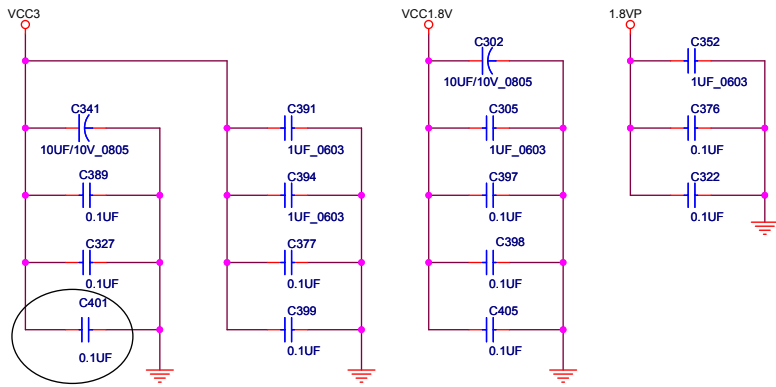 VCC3
VCC1.8V
1.8VP
C302
10UF/10V_0805
C352
1UF_0603
C341
10UF/10V_0805
C391
1UF_0603
C305
1UF_0603
C376
0.1UF
C389
0.1UF
C394
1UF_0603
C397
0.1UF
C322
0.1UF
C327
0.1UF
C377
0.1UF
C398
0.1UF
C401
0.1UF
C399
0.1UF
C405
0.1UF